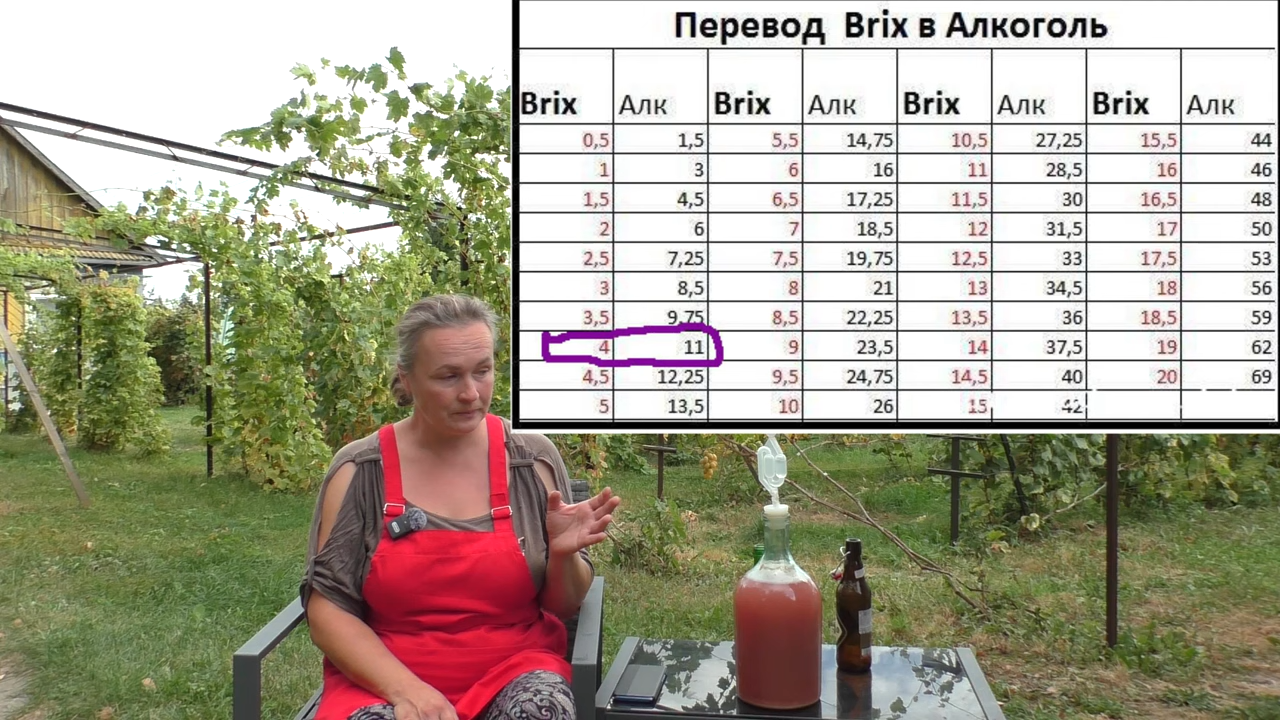 Перевод Brix в Алкоголь
Brix Алк Brix Алк Brix Алк Brix Алк
0,5 1,5 5,5 14,75 10,5 27,25 15,5 44
1 3 6 16 11 28,5 16 46
1,5 4,5 6,5 17,25 11,5 30 16,5 48
2 6 7 18,5 12 31,5 17 50
2,5 7,25 7,5 19,75 12,5 33 17,5 53
3 8,5 8 21 13 34,5 18 56
3,5 9,75 8,5 22,25 13,5 36 18,5 59
4 11 9 23,5 14 37,5 19 62
4,5 12,25 9,5 24,75 14,5 40 20 69
5 13,5 10 26 15 42